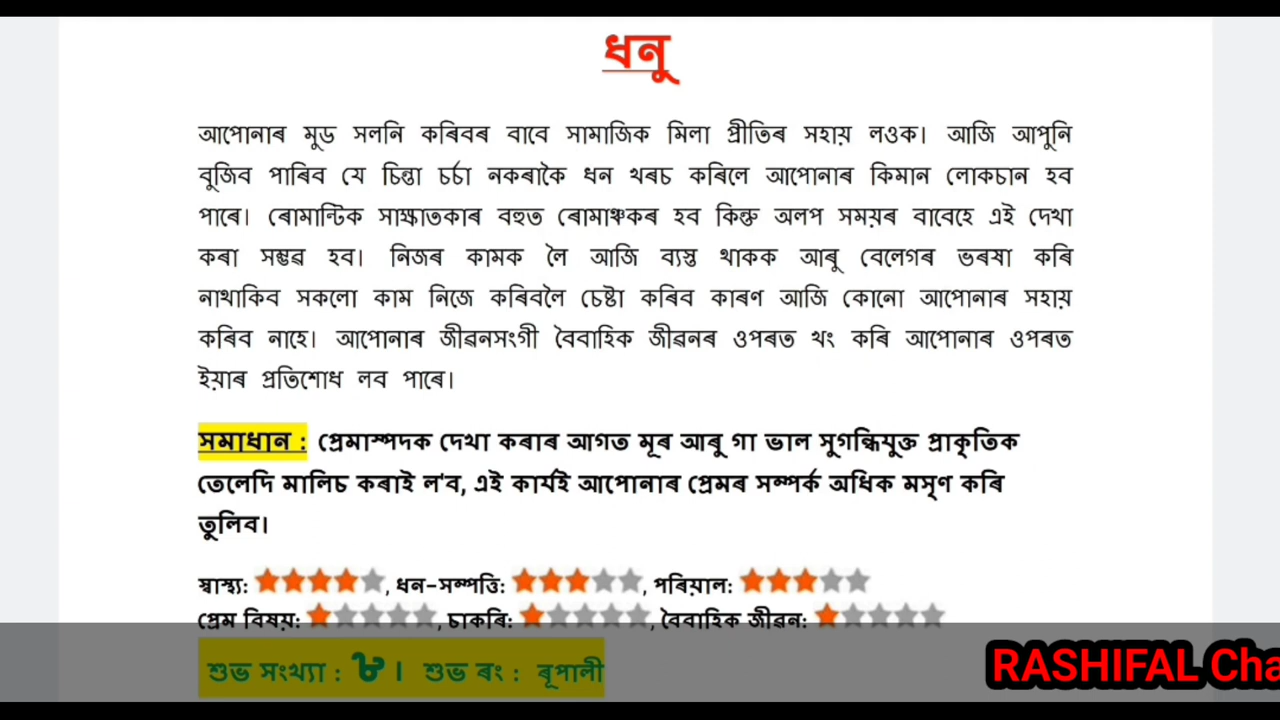 ধনু
আপোনাৰ মুড সলনি কৰিবৰ বাবে সামাজিক মিলা প্ৰীতিৰ সহায় লওক। আজি আপুনি
বুজিব পাৰিব যে চিন্তা চৰ্চা নকৰাকৈ ধন খৰচ কৰিলে আপোনাৰ কিমান লোকচান হব
পাৰে। ৰোমান্টিক সাক্ষাতকাৰ বহুত ৰোমাঞ্চকৰ হব কিন্তু অলপ সময়ৰ বাবেহে এই দেখা
কৰা সম্ভৱ হব। নিজৰ কামক লৈ আজি ব্যস্ত থাকক আৰু বেলেগৰ ভৰষা কৰি
নাথাকিব সকলো কাম নিজে কৰিবলৈ চেষ্টা কৰিব কাৰণ আজি কোনো আপোনাৰ সহায়
কৰিব নাহে। আপোনাৰ জীৱনসংগী বৈবাহিক জীৱনৰ ওপৰত খং কৰি আপোনাৰ ওপৰত
ইয়াৰ প্ৰতিশোধ লব পাৰে।
সমাধান : প্ৰেমাস্পদক দেখা কৰাৰ আগত মূৰ আৰু গা ভাল সুগন্ধিযুক্ত প্ৰাকৃতিক
তেলেদি মালিচ কৰাই ল'ব, এই কাৰ্যই আপোনাৰ প্ৰেমৰ সম্পৰ্ক অধিক মসৃণ কৰি
তুলিব।
স্বাস্থ্য: ★★★★★, ধন-সম্পত্তি: ★★★★★, পৰিয়াল: ★★★★★
প্ৰেম বিষয়: ★★★★★, চাকৰি: ★★★★★, বৈবাহিক জীৱন: ★★★★★
শুভ সংখ্যা : ৮। শুভ ৰং : ৰূপালী
RASHIFAL Cha